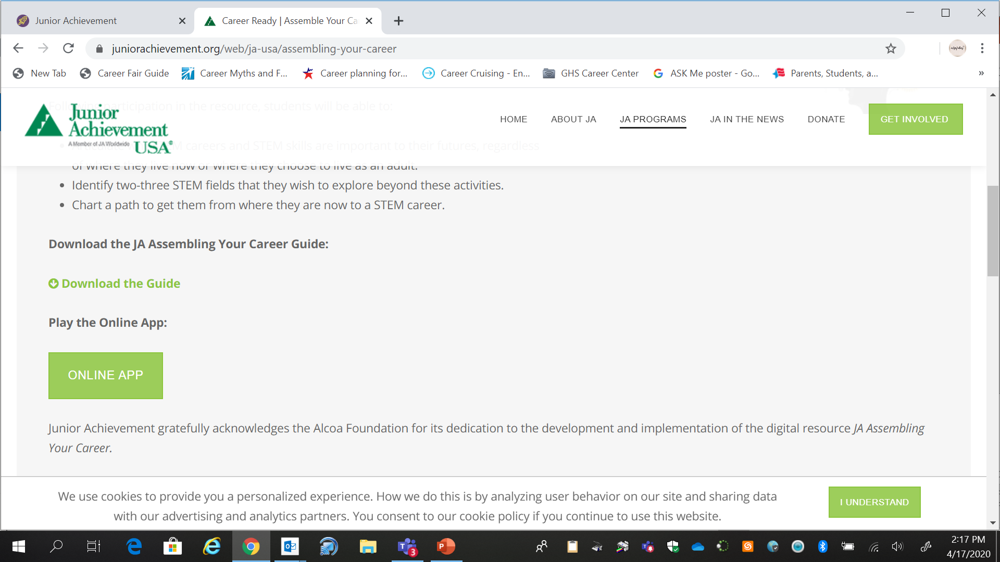 Junior Achievement
Career Ready | Assemble Your Ca
juniorachievement.org/web/ja-usa/assembling-your-career
New Tab
Career Fair Guide
Career Myths and F...
Career planning for...
Career Cruising - En...
GHS Career Center
ASK Me poster - Go...
Parents, Students, a...
»
Junior
Achievement
A Member of JA Worldwide
USA®
HOME
ABOUT JA
JA PROGRAMS
JA IN THE NEWS
DONATE
GET INVOLVED
Following participation in the resource, students will be able to:
careers and STEM skills are important to their futures, regardless
of where they live now or where they choose to live as an adult.
• Identify two-three STEM fields that they wish to explore beyond these activities.
• Chart a path to get them from where they are now to a STEM career.
Download the JA Assembling Your Career Guide:
Download the Guide
Play the Online App:
ONLINE APP
Junior Achievement gratefully acknowledges the Alcoa Foundation for its dedication to the development and implementation of the digital resource JA Assembling
Your Career.
We use cookies to provide you a personalized experience. How we do this is by analyzing user behavior on our site and sharing data
with our advertising and analytics partners. You consent to our cookie policy if you continue to use this website.
I UNDERSTAND
3
2:17 PM
4/17/2020